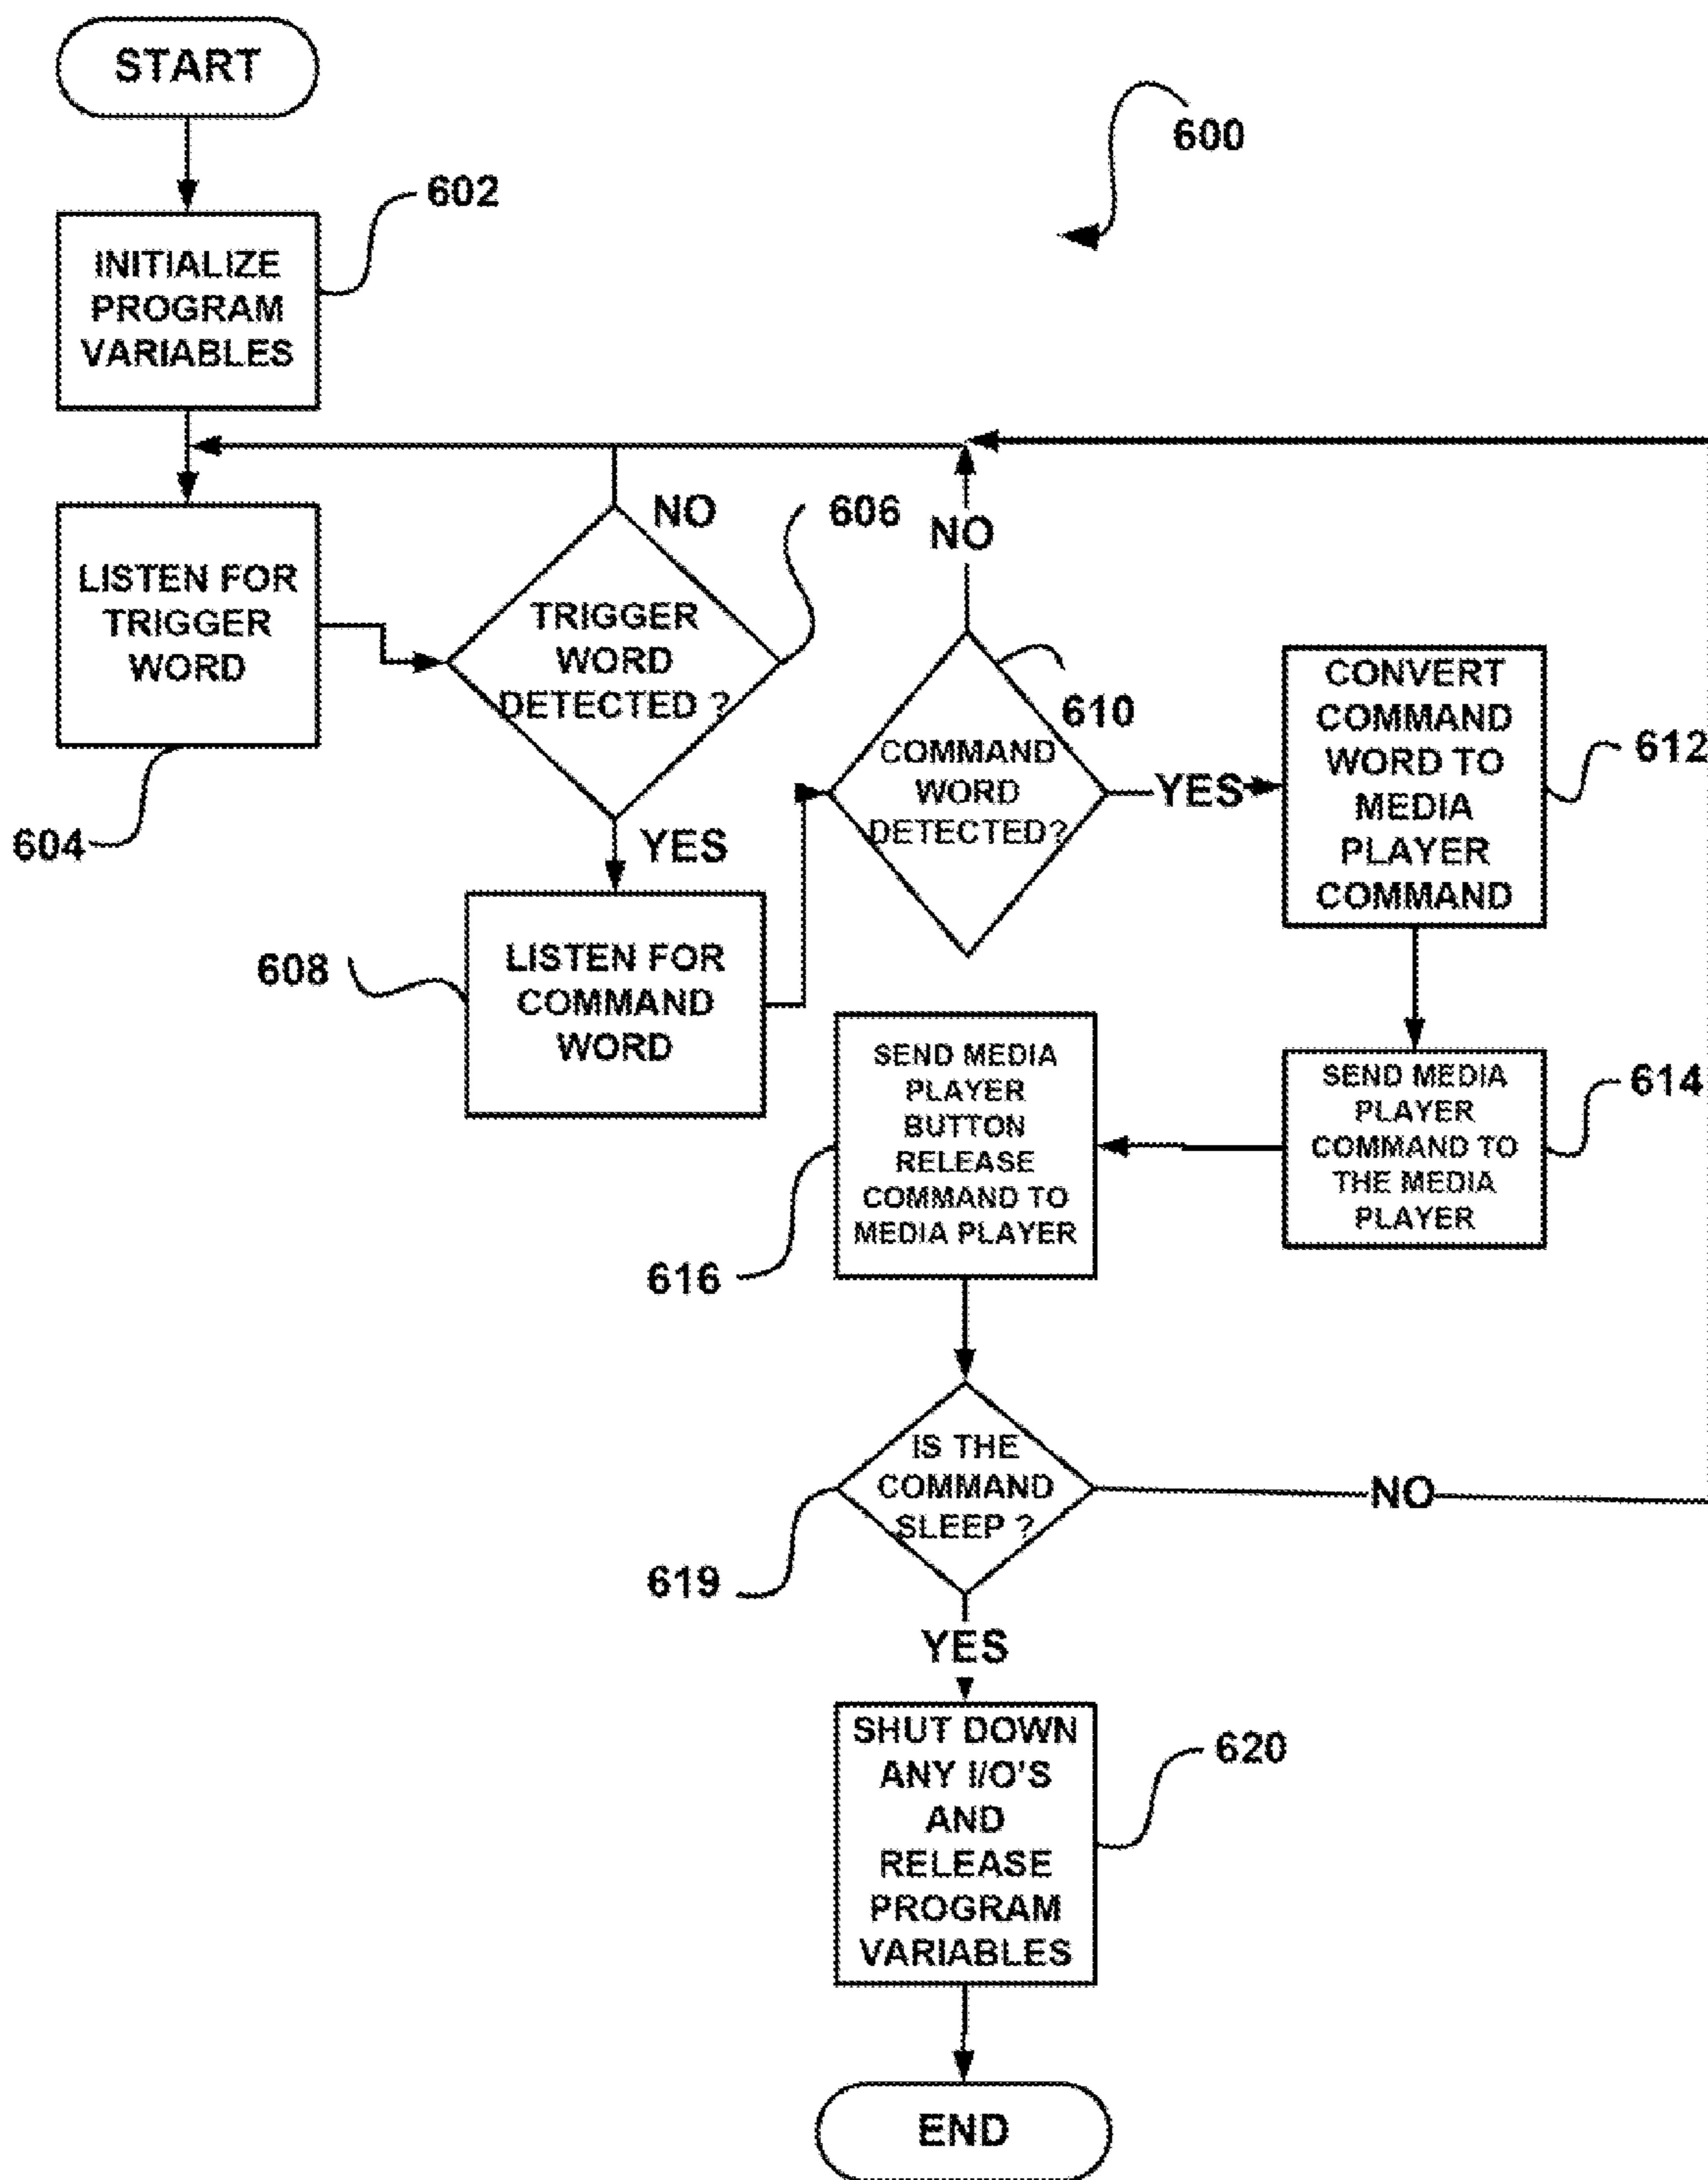 START
600
602
INITIALIZE
PROGRAM
VARIABLES
LISTEN FOR
TRIGGER
WORD
604
NO
606
TRIGGER
WORD
DETECTED ?
YES
608
LISTEN FOR
COMMAND
WORD
NO
610
COMMAND
WORD
DETECTED?
YES
CONVERT
COMMAND
WORD TO
MEDIA
PLAYER
COMMAND
612
SEND MEDIA
PLAYER
COMMAND TO
THE MEDIA
PLAYER
614
SEND MEDIA
PLAYER
BUTTON
RELEASE
COMMAND TO
MEDIA PLAYER
616
IS THE
COMMAND
SLEEP ?
619
NO
YES
SHUT DOWN
ANY I/O'S
AND
RELEASE
PROGRAM
VARIABLES
620
END